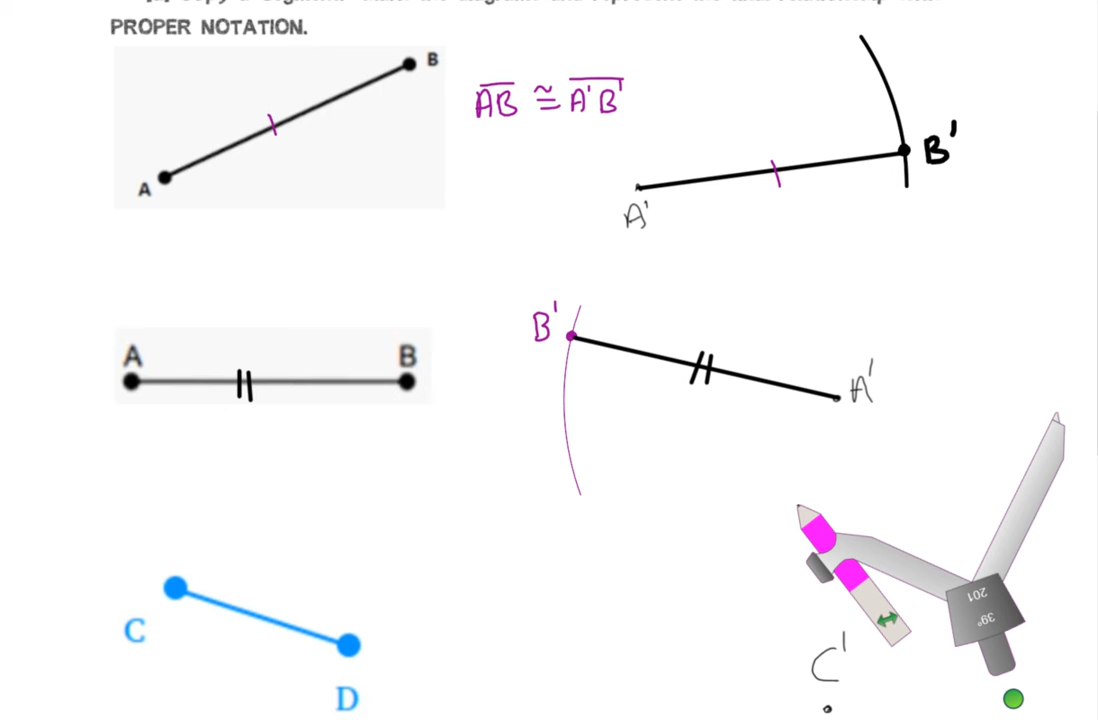 PROPER NOTATION.
B
A
AB ≅ A'B'
B'
A'
A B
B'
A'
C
D
C'
201
39°